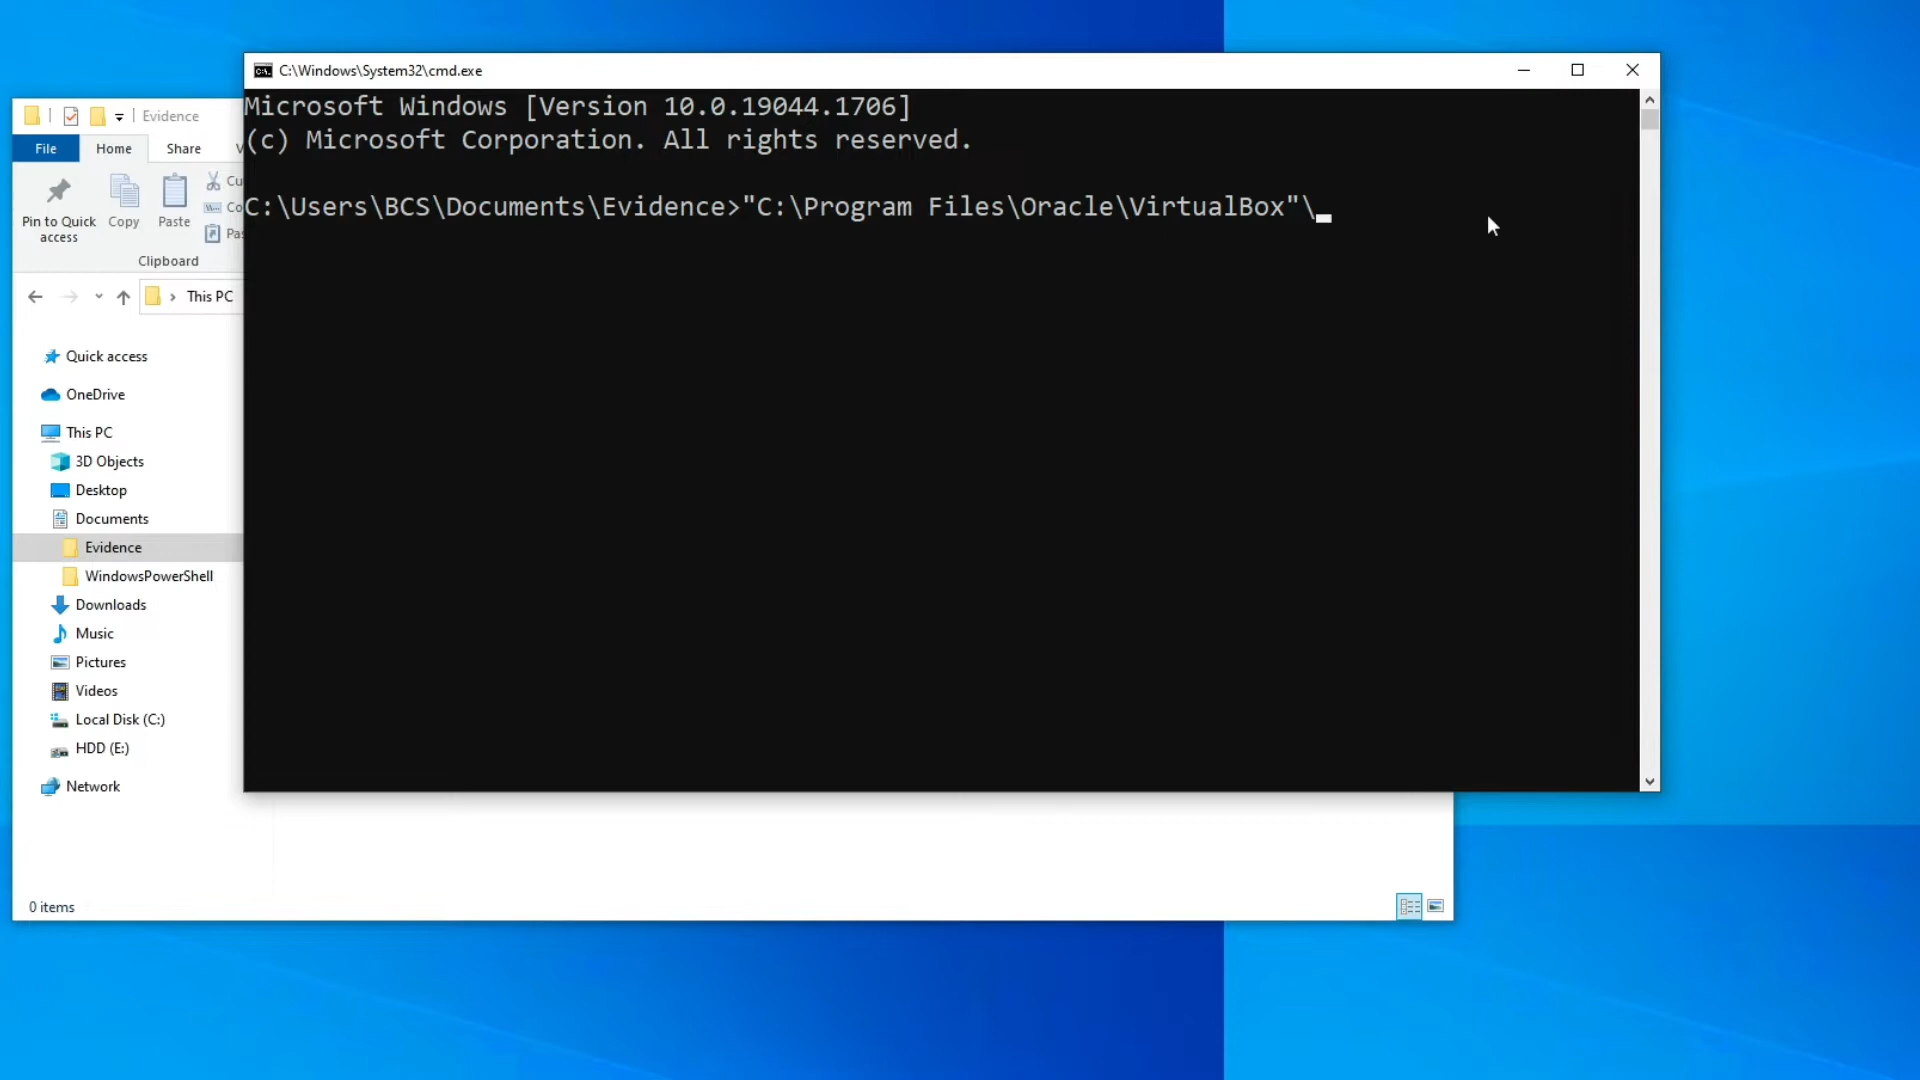 C:\Windows\System32\cmd.exe
Microsoft Windows [Version 10.0.19044.1706]
(c) Microsoft Corporation. All rights reserved.
C:\Users\BCS\Documents\Evidence>"C:\Program Files\Oracle\VirtualBox"\
Evidence
File
Home
Share
V
Pin to Quick access
Copy
Paste
Cu
Co
Pas
Clipboard
This PC
Quick access
OneDrive
This PC
3D Objects
Desktop
Documents
Evidence
WindowsPowerShell
Downloads
Music
Pictures
Videos
Local Disk (C:)
HDD (E:)
Network
0 items